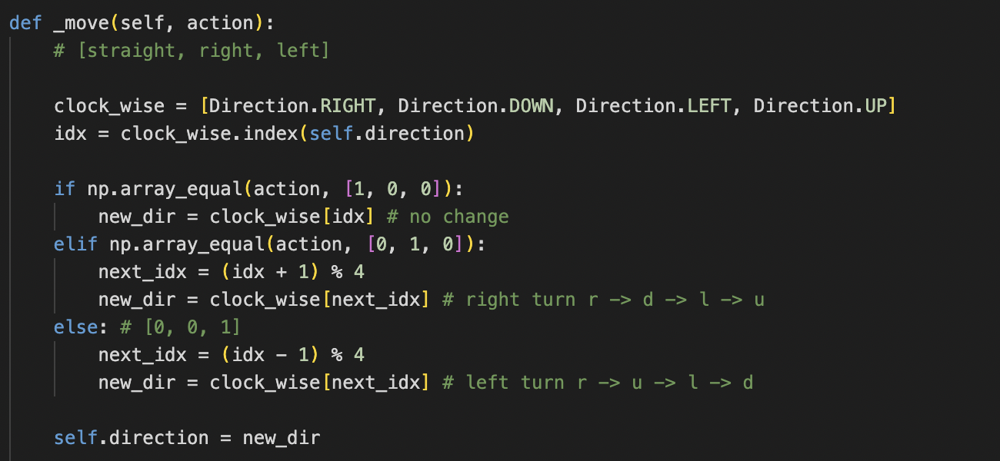 def _move(self, action):
    # [straight, right, left]

    clock_wise = [Direction.RIGHT, Direction.DOWN, Direction.LEFT, Direction.UP]
    idx = clock_wise.index(self.direction)

    if np.array_equal(action, [1, 0, 0]):
        new_dir = clock_wise[idx] # no change
    elif np.array_equal(action, [0, 1, 0]):
        next_idx = (idx + 1) % 4
        new_dir = clock_wise[next_idx] # right turn r -> d -> l -> u
    else: # [0, 0, 1]
        next_idx = (idx - 1) % 4
        new_dir = clock_wise[next_idx] # left turn r -> u -> l -> d

    self.direction = new_dir